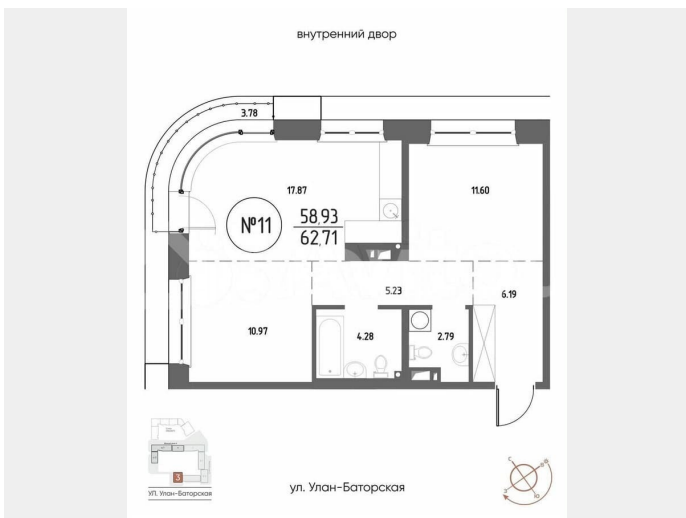 внутренний двор
3.78
17.87
11.60
№11
58,93
62,71
5.23
6.19
10.97
4.28
2.79
3
УЛ. Улан-Баторская
ул. Улан-Баторская
С
В
З
Ю